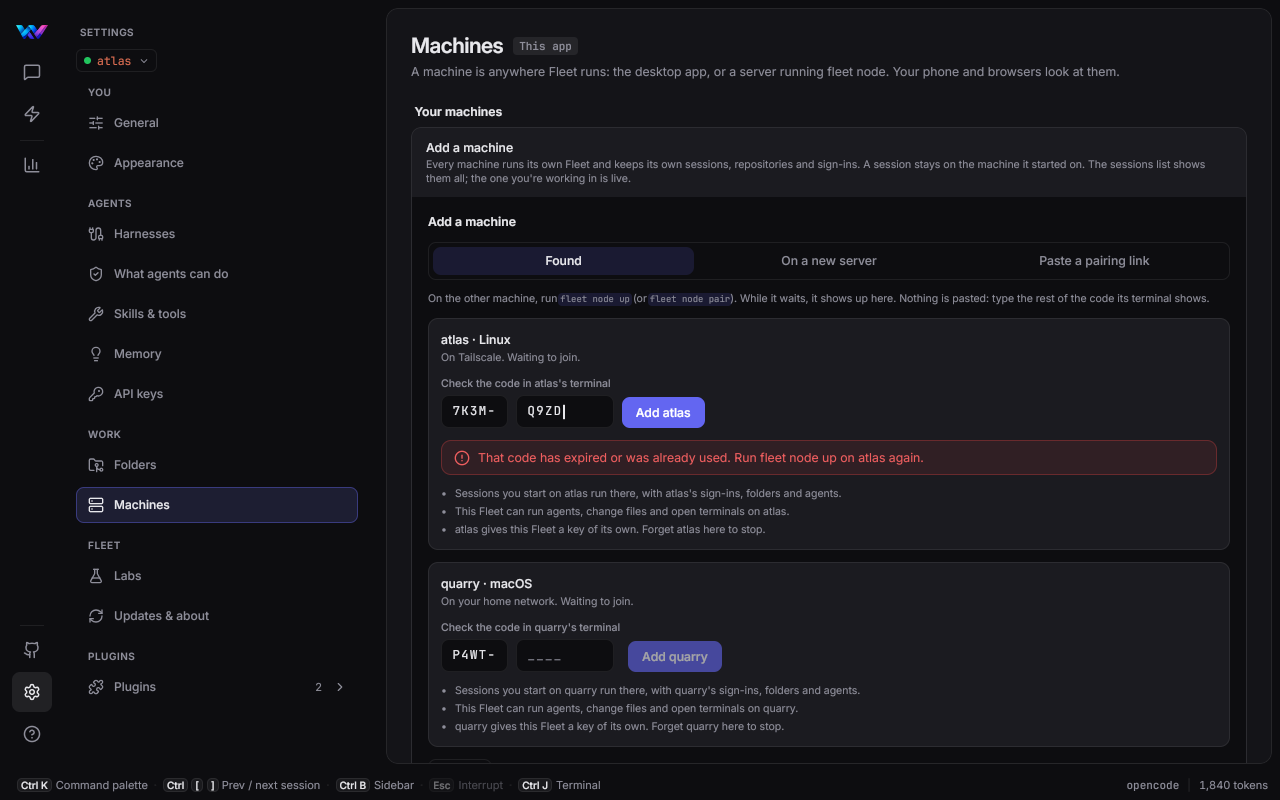 SETTINGS
atlas
YOU
General
Appearance
AGENTS
Harnesses
What agents can do
Skills & tools
Memory
API keys
WORK
Folders
Machines
FLEET
Labs
Updates & about
PLUGINS
Plugins 2
Machines This app
A machine is anywhere Fleet runs: the desktop app, or a server running fleet node. Your phone and browsers look at them.
Your machines
Add a machine
Every machine runs its own Fleet and keeps its own sessions, repositories and sign-ins. A session stays on the machine it started on. The sessions list shows
them all; the one you're working in is live.
Add a machine
Found On a new server Paste a pairing link
On the other machine, run fleet node up (or fleet node pair). While it waits, it shows up here. Nothing is pasted: type the rest of the code its terminal shows.
atlas · Linux
On Tailscale. Waiting to join.
Check the code in atlas's terminal
7K3M- Q9ZD Add atlas
That code has expired or was already used. Run fleet node up on atlas again.
• Sessions you start on atlas run there, with atlas's sign-ins, folders and agents.
• This Fleet can run agents, change files and open terminals on atlas.
• atlas gives this Fleet a key of its own. Forget atlas here to stop.
quarry · macOS
On your home network. Waiting to join.
Check the code in quarry's terminal
P4WT- ____ Add quarry
• Sessions you start on quarry run there, with quarry's sign-ins, folders and agents.
• This Fleet can run agents, change files and open terminals on quarry.
• quarry gives this Fleet a key of its own. Forget quarry here to stop.
Ctrl K Command palette · Ctrl [ ] Prev / next session · Ctrl B Sidebar · Esc Interrupt · Ctrl J Terminal
opencode 1,840 tokens